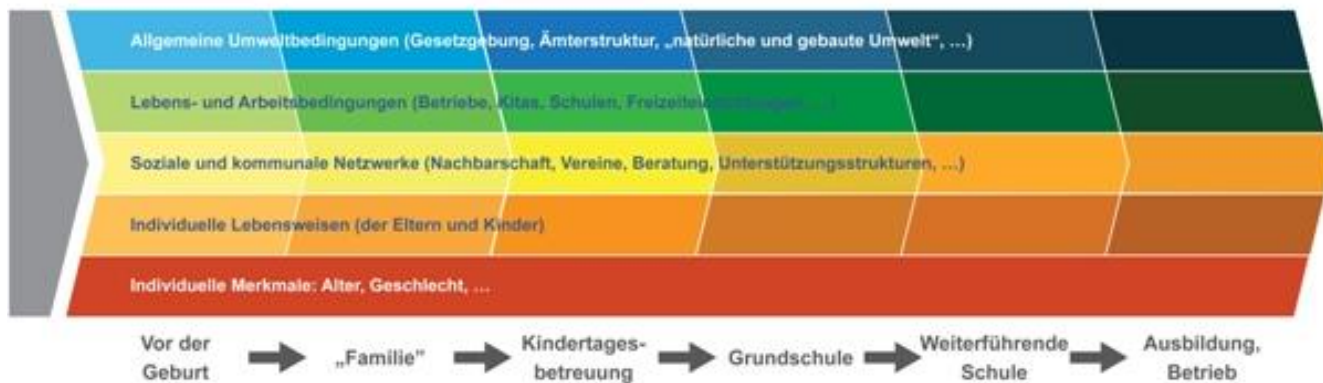 Allgemeine Umweltbedingungen (Gesetzgebung, Ämterstruktur, „natürliche und gebaute Umwelt“, …)
Lebens- und Arbeitsbedingungen (Betriebe, Kitas, Schulen, …)
Soziale und kommunale Netzwerke (Nachbarschaft, Vereine, Beratung, Unterstützungsstrukturen, …)
Individuelle Lebensweisen (der Eltern und Kinder)
Individuelle Merkmale: Alter, Geschlecht, …
Vor der
Geburt
„Familie”
Kindertages-
betreuung
Grundschule
Weiterführende
Schule
Ausbildung,
Betrieb